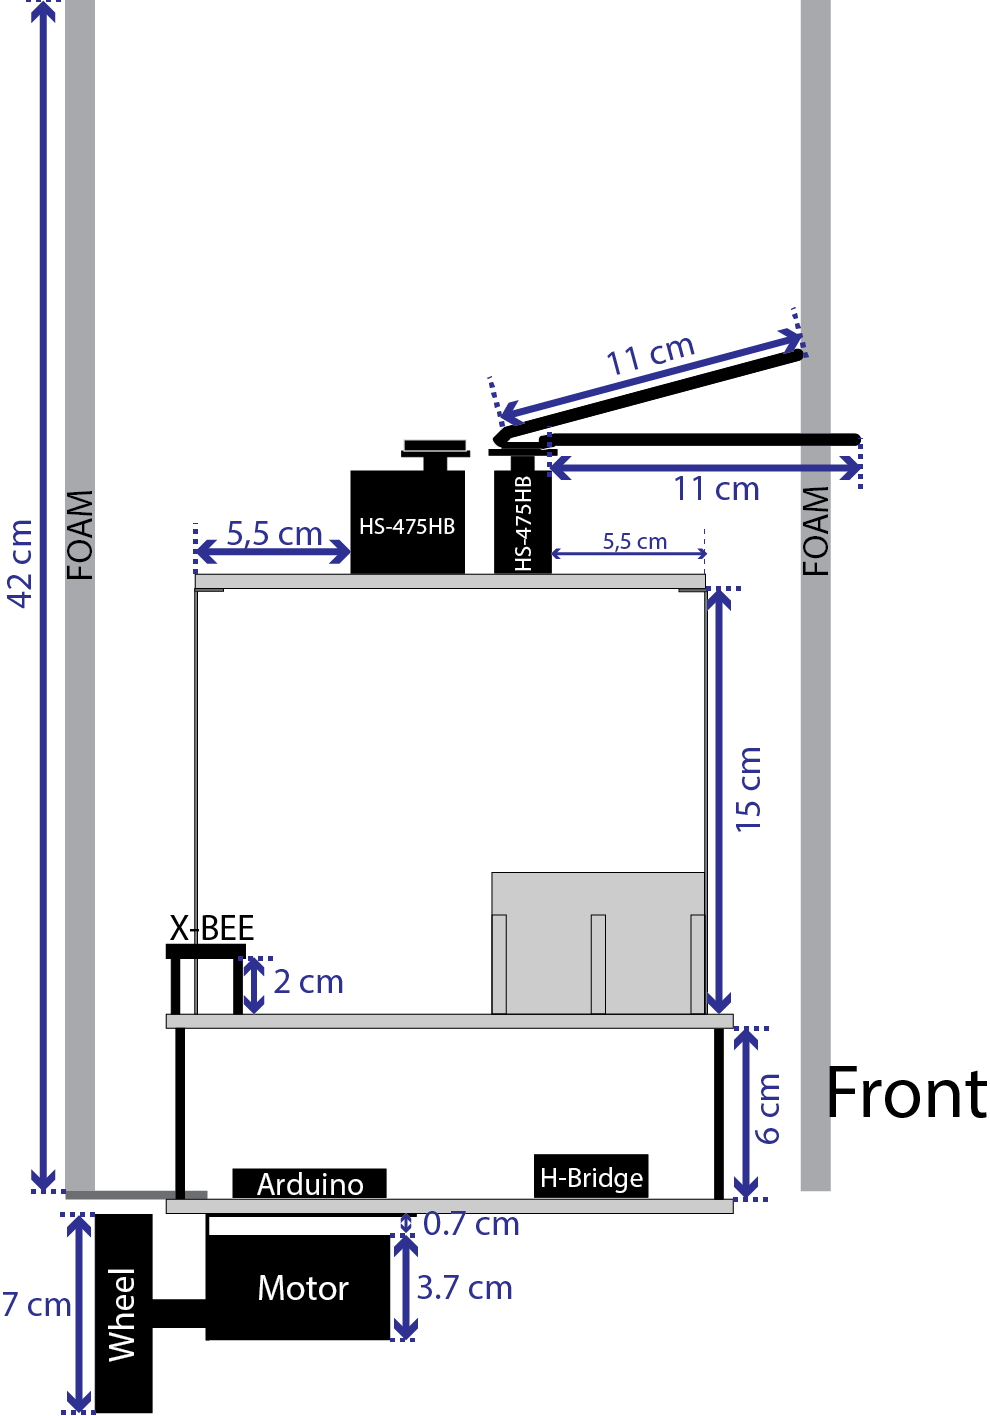 11 cm
11 cm
HS-475HB
HS-475HB
5,5 cm
5,5 cm
FOAM
FOAM
42 cm
15 cm
X-BEE
2 cm
Front
6 cm
Arduino
H-Bridge
0.7 cm
Motor
3.7 cm
Wheel
7 cm